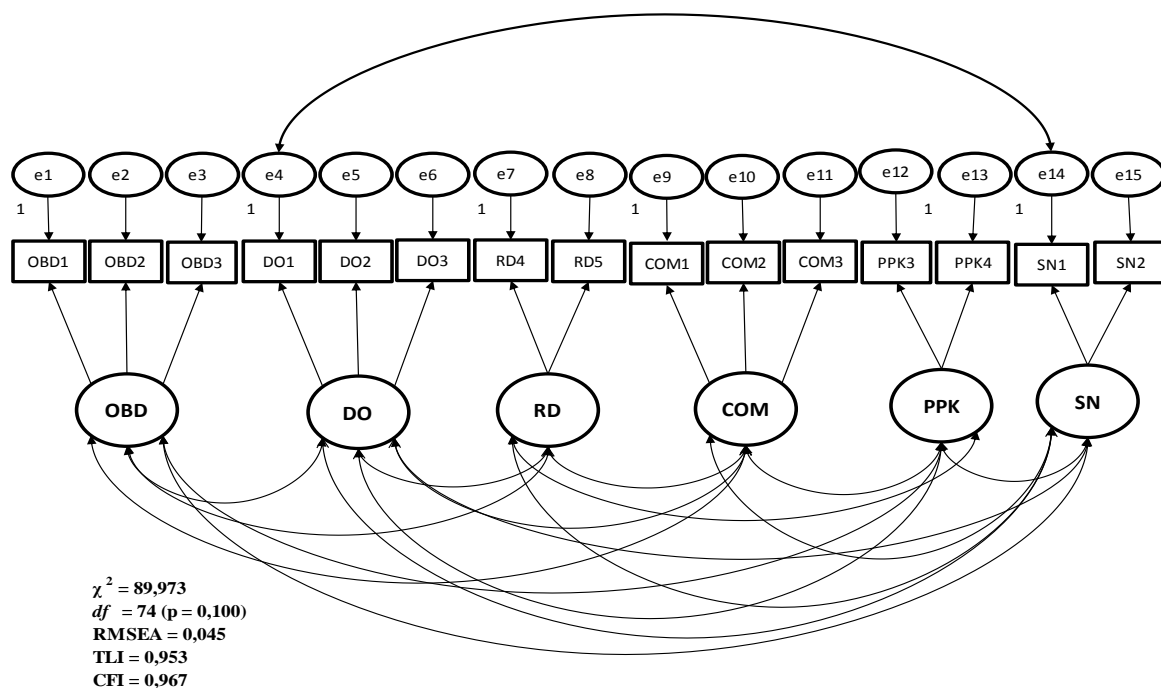 e1 e2 e3 e4 e5 e6 e7 e8 e9 e10 e11 e12 e13 e14 e15
1 1 1 1 1 1
OBD1 OBD2 OBD3 DO1 DO2 DO3 RD4 RD5 COM1 COM2 COM3 PPK3 PPK4 SN1 SN2
OBD DO RD COM PPK SN
χ² = 89,973
df = 74 (p = 0,100)
RMSEA = 0,045
TLI = 0,953
CFI = 0,967